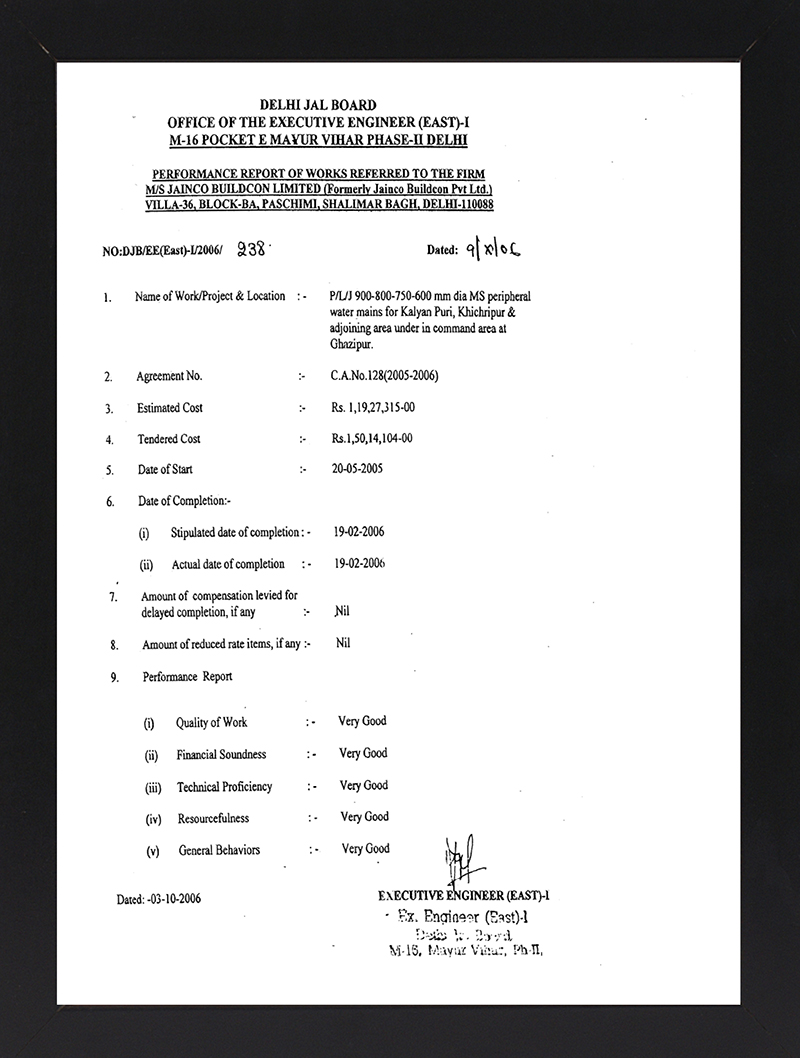 DELHI JAL BOARD
OFFICE OF THE EXECUTIVE ENGINEER (EAST)-I
M-16 POCKET E MAYUR VIHAR PHASE-II DELHI
PERFORMANCE REPORT OF WORKS REFERRED TO THE FIRM
M/S JAINCO BUILDCON LIMITED (Formerly Jainco Buildcon Pvt Ltd.)
VILLA-36, BLOCK-BA, PASCHIMI, SHALIMAR BAGH, DELHI-110088
NO:DJB/EE(East)-I/2006/ 238 Dated: 9/X/06
1. Name of Work/Project & Location :- P/L/J 900-800-750-600 mm dia MS peripheral
water mains for Kalyan Puri, Khichripur &
adjoining area under in command area at
Ghazipur.
2. Agreement No. :- C.A.No.128(2005-2006)
3. Estimated Cost :- Rs. 1,19,27,315-00
4. Tendered Cost :- Rs.1,50,14,104-00
5. Date of Start :- 20-05-2005
6. Date of Completion:-
(i) Stipulated date of completion :- 19-02-2006
(ii) Actual date of completion :- 19-02-2006
7. Amount of compensation levied for
delayed completion, if any :- Nil
8. Amount of reduced rate items, if any :- Nil
9. Performance Report
(i) Quality of Work :- Very Good
(ii) Financial Soundness :- Very Good
(iii) Technical Proficiency :- Very Good
(iv) Resourcefulness :- Very Good
(v) General Behaviors :- Very Good
Dated: -03-10-2006 EXECUTIVE ENGINEER (EAST)-I
Ex. Engineer (East)-I
M-16, Mayur Vihar, Ph-II,